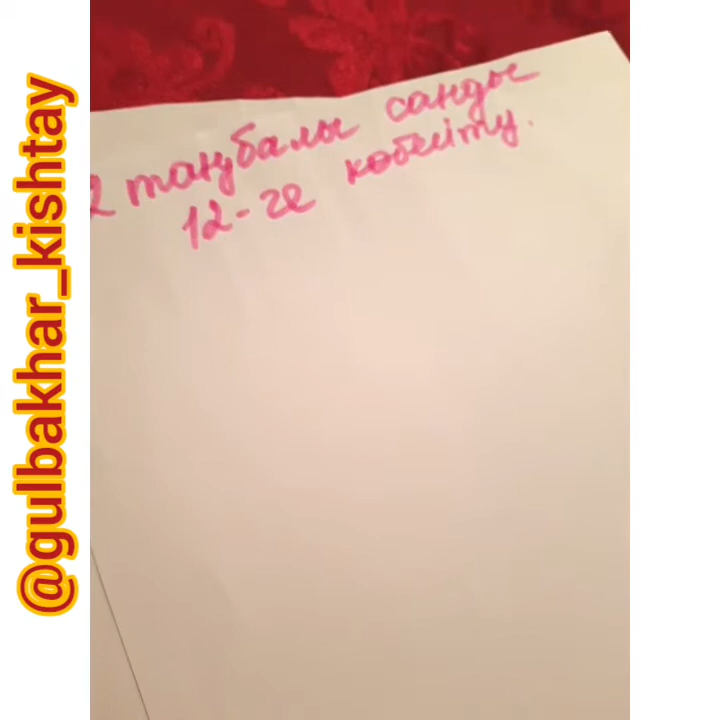 @gulbakhar_kishtay
2 таңбалы санды
12-ге көбейту.